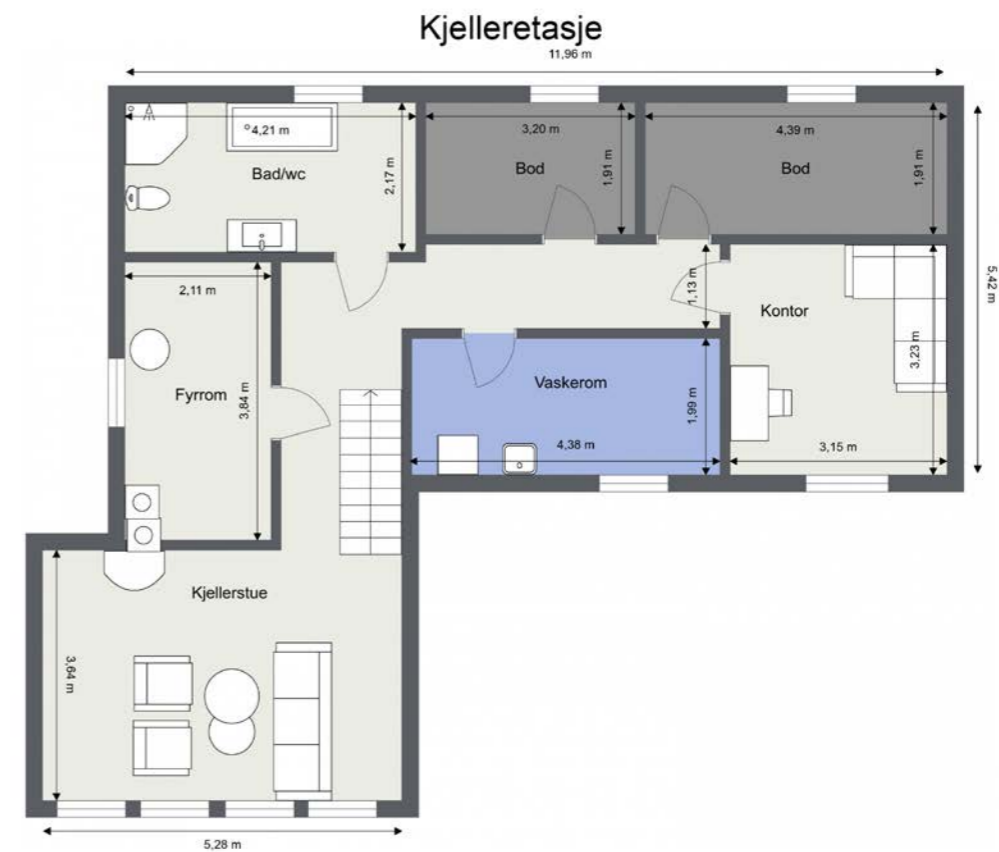 Kjelleretasje
11,96 m
4,21 m
3,20 m
4,39 m
Bad/wc
2,17 m
Bod
1,91 m
Bod
1,91 m
5,42 m
2,11 m
1,13 m
Kontor
3,23 m
Fyrrom
3,84 m
Vaskerom
1,99 m
4,38 m
3,15 m
Kjellerstue
3,64 m
5,28 m